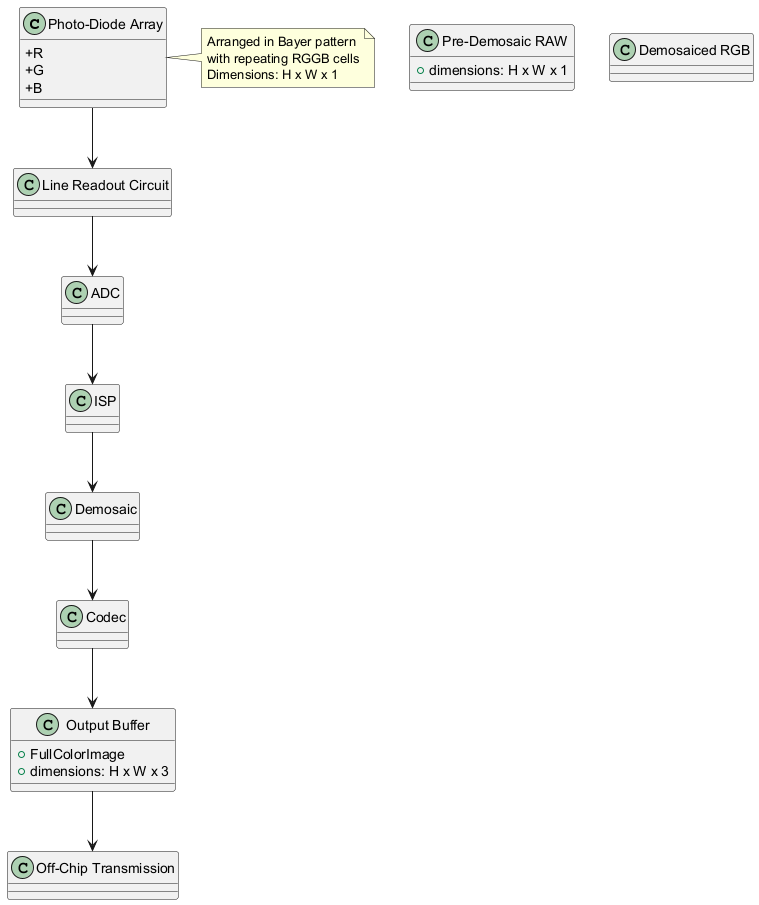 C Photo-Diode Array
+R
+G
+B
Arranged in Bayer pattern
with repeating RGGB cells
Dimensions: H x W x 1
C Pre-Demosaic RAW
dimensions: H x W x 1
C Demosaiced RGB
C Line Readout Circuit
C ADC
C ISP
C Demosaic
C Codec
C Output Buffer
FullColorImage
dimensions: H x W x 3
C Off-Chip Transmission